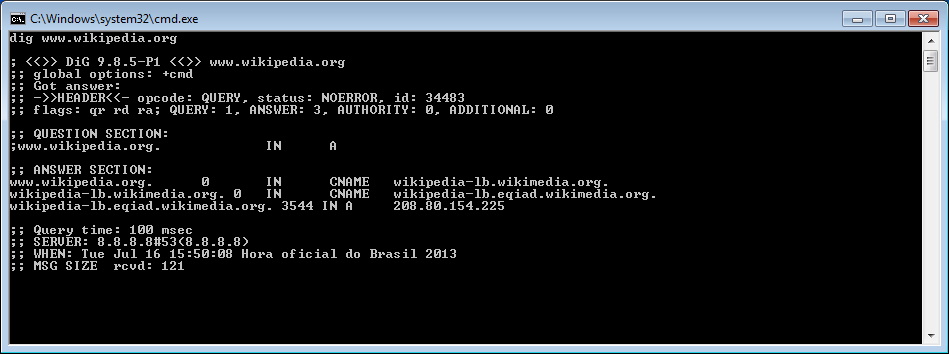 C:\Windows\system32\cmd.exe
dig www.wikipedia.org
; <<>> DiG 9.8.5-P1 <<>> www.wikipedia.org
;; global options: +cmd
;; Got answer:
;; ->>HEADER<<- opcode: QUERY, status: NOERROR, id: 34483
;; flags: qr rd ra; QUERY: 1, ANSWER: 3, AUTHORITY: 0, ADDITIONAL: 0
;; QUESTION SECTION:
;www.wikipedia.org. IN A
;; ANSWER SECTION:
www.wikipedia.org. 0 IN CNAME wikipedia-lb.wikimedia.org.
wikipedia-lb.wikimedia.org. 0 IN CNAME wikipedia-lb.eqiad.wikimedia.org.
wikipedia-lb.eqiad.wikimedia.org. 3544 IN A 208.80.154.225
;; Query time: 100 msec
;; SERVER: 8.8.8.8#53(8.8.8.8)
;; WHEN: Tue Jul 16 15:50:08 Hora oficial do Brasil 2013
;; MSG SIZE rcvd: 121